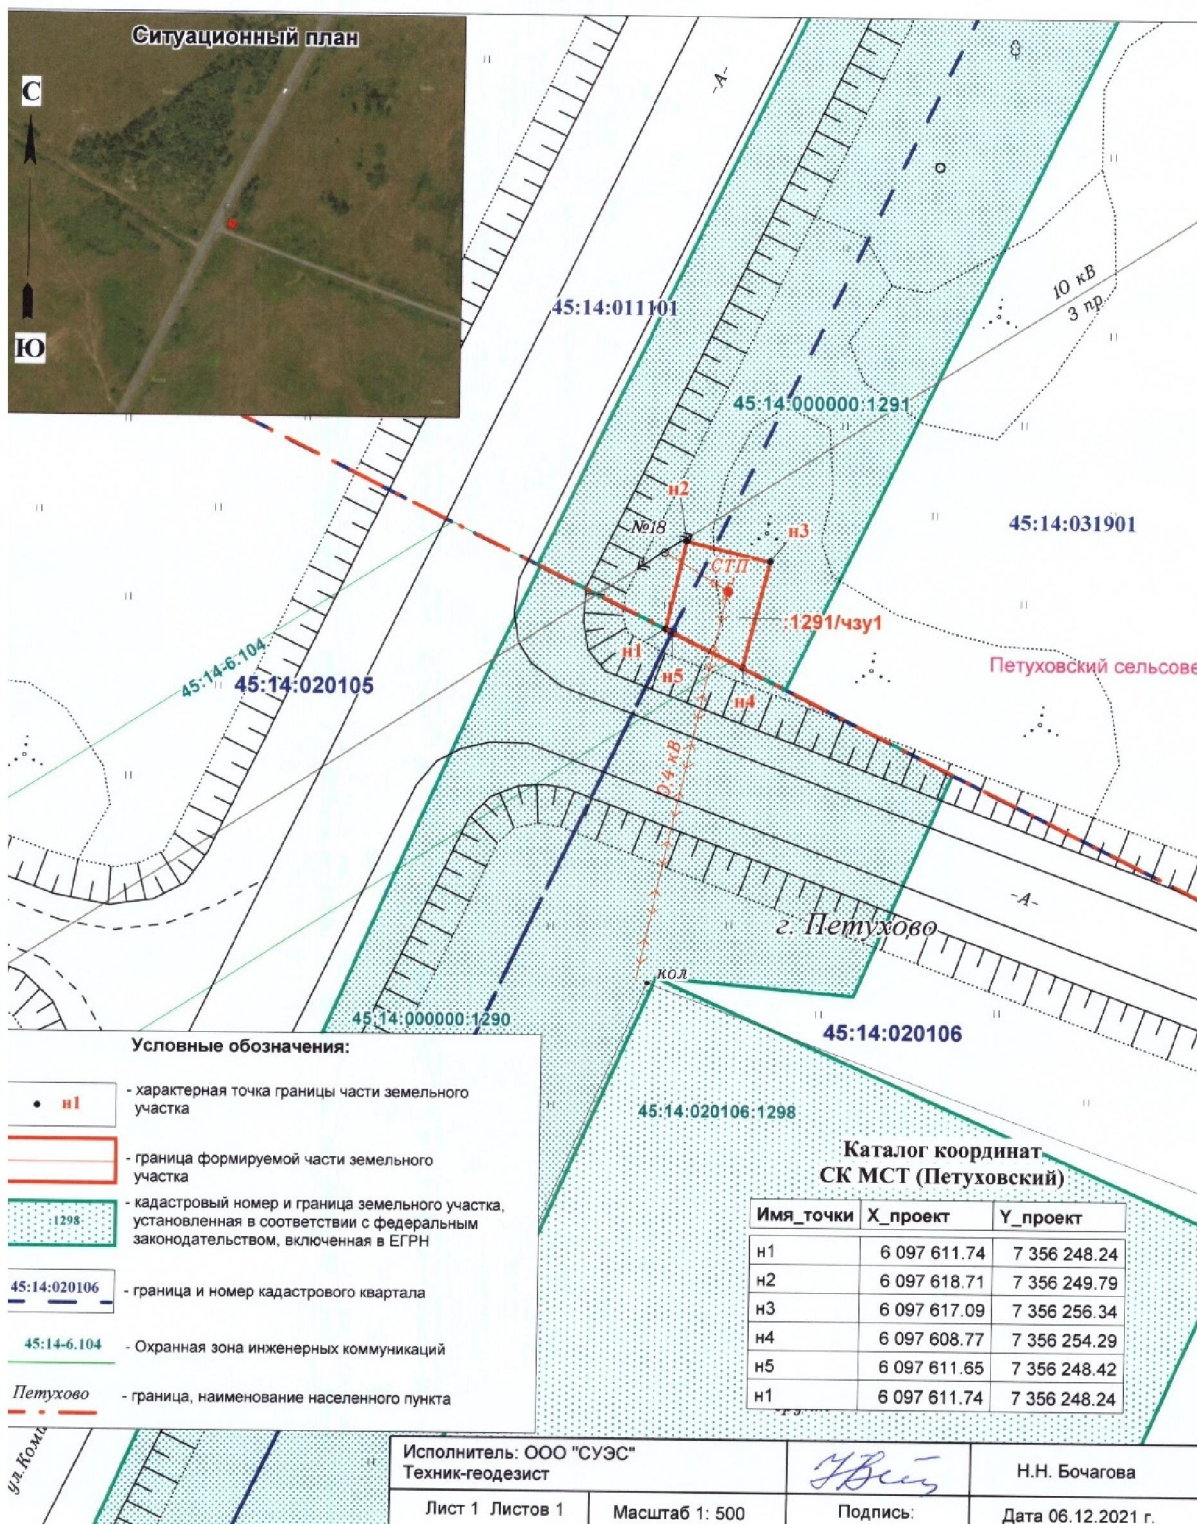 Ситуационный план
С
Ю
-А-
10 кВ
3 пр.
45:14:011101
45:14:000000:1291
н2
№18
н3
СТП
45:14:031901
:1291/чзу1
н1
н5
н4
Петуховский сельсове
45:14-6.104
45:14:020105
0,4 кВ
-А-
г. Петухово
кол
45:14:000000:1290
45:14:020106
45:14:020106:1298
Условные обозначения:
н1
- характерная точка границы части земельного
участка
- граница формируемой части земельного
участка
:1298
- кадастровый номер и граница земельного участка,
установленная в соответствии с федеральным
законодательством, включенная в ЕГРН
45:14:020106
- граница и номер кадастрового квартала
45:14-6.104
- Охранная зона инженерных коммуникаций
Петухово
- граница, наименование населенного пункта
Каталог координат
СК МСТ (Петуховский)
Имя_точки X_проект Y_проект
н1 6 097 611.74 7 356 248.24
н2 6 097 618.71 7 356 249.79
н3 6 097 617.09 7 356 256.34
н4 6 097 608.77 7 356 254.29
н5 6 097 611.65 7 356 248.42
н1 6 097 611.74 7 356 248.24
Исполнитель: ООО "СУЭС"
Техник-геодезист
Н.Н. Бочагова
Лист 1 Листов 1
Масштаб 1: 500
Подпись:
Дата 06.12.2021 г.